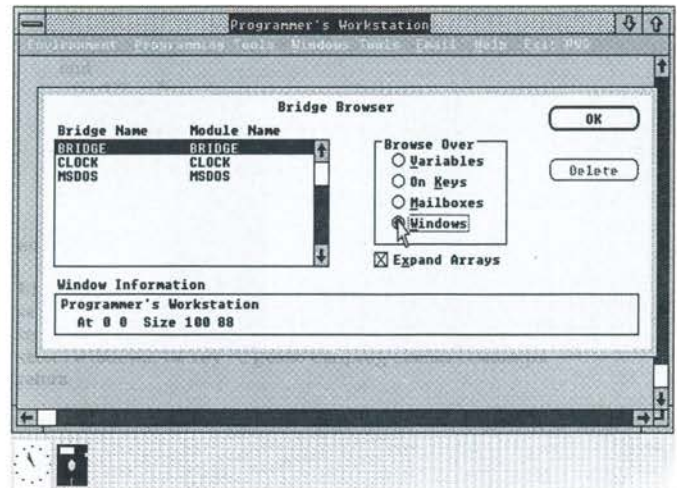 Programmer's Workstation
Environment Programming Tools Windows Tools Email Help Exit PWS
Bridge Browser
Bridge Name Module Name
BRIDGE BRIDGE
CLOCK CLOCK
MSDOS MSDOS
Browse Over
Variables
On Keys
Mailboxes
Windows
Expand Arrays
OK
Delete
Window Information
Programmer's Workstation
At 0 0 Size 100 88